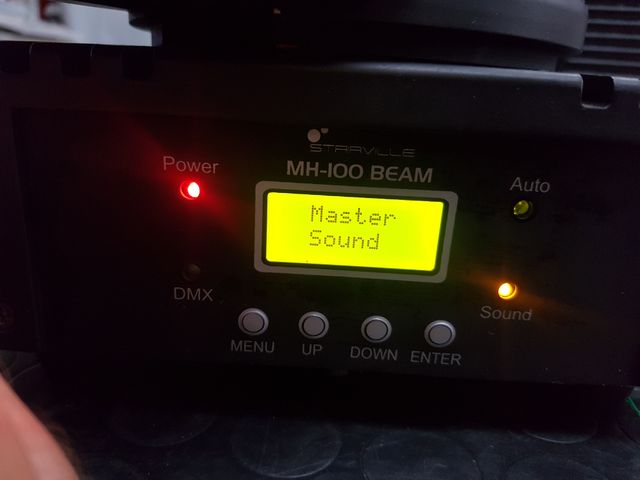 STAIRVILLE
MH-100 BEAM
Power
Auto
Master
Sound
DMX
Sound
MENU
UP
DOWN
ENTER